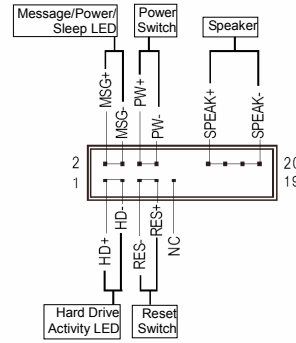 Message/Power/
Sleep LED
Power
Switch
Speaker
MSG+
MSG-
PW+
PW-
SPEAK+
SPEAK-
2
20
1
19
HD+
HD-
RES-
RES+
NC
Hard Drive
Activity LED
Reset
Switch